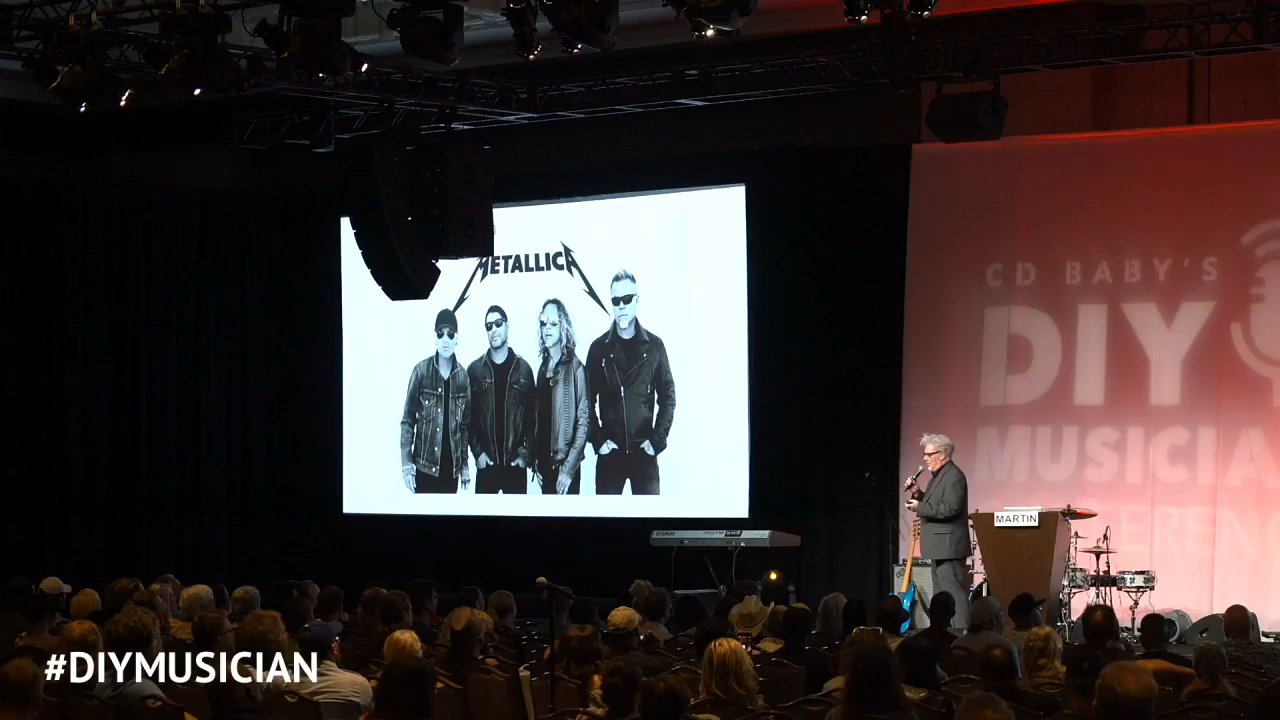 METALLICA
CD BABY'S
DIY
MUSICIA
MARTIN
#DIYMUSICIAN